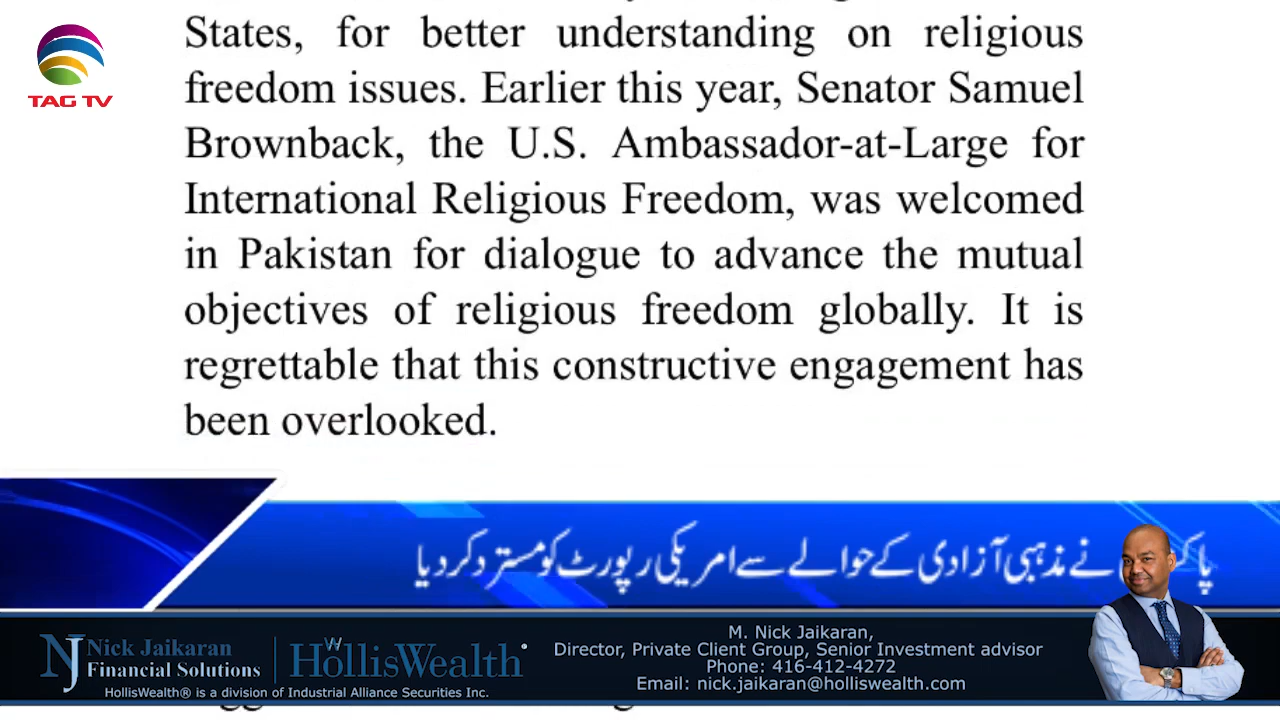 TAG TV
States, for better understanding on religious
freedom issues. Earlier this year, Senator Samuel
Brownback, the U.S. Ambassador-at-Large for
International Religious Freedom, was welcomed
in Pakistan for dialogue to advance the mutual
objectives of religious freedom globally. It is
regrettable that this constructive engagement has
been overlooked.
نے مذہبی آزادی کے حوالے سے امریکی رپورٹ کو مسترد کر دیا
NJ Nick Jaikaran
Financial Solutions
HollisWealth
HollisWealth® is a division of Industrial Alliance Securities Inc.
M. Nick Jaikaran,
Director, Private Client Group, Senior Investment advisor
Phone: 416-412-4272
Email: nick.jaikaran@holliswealth.com